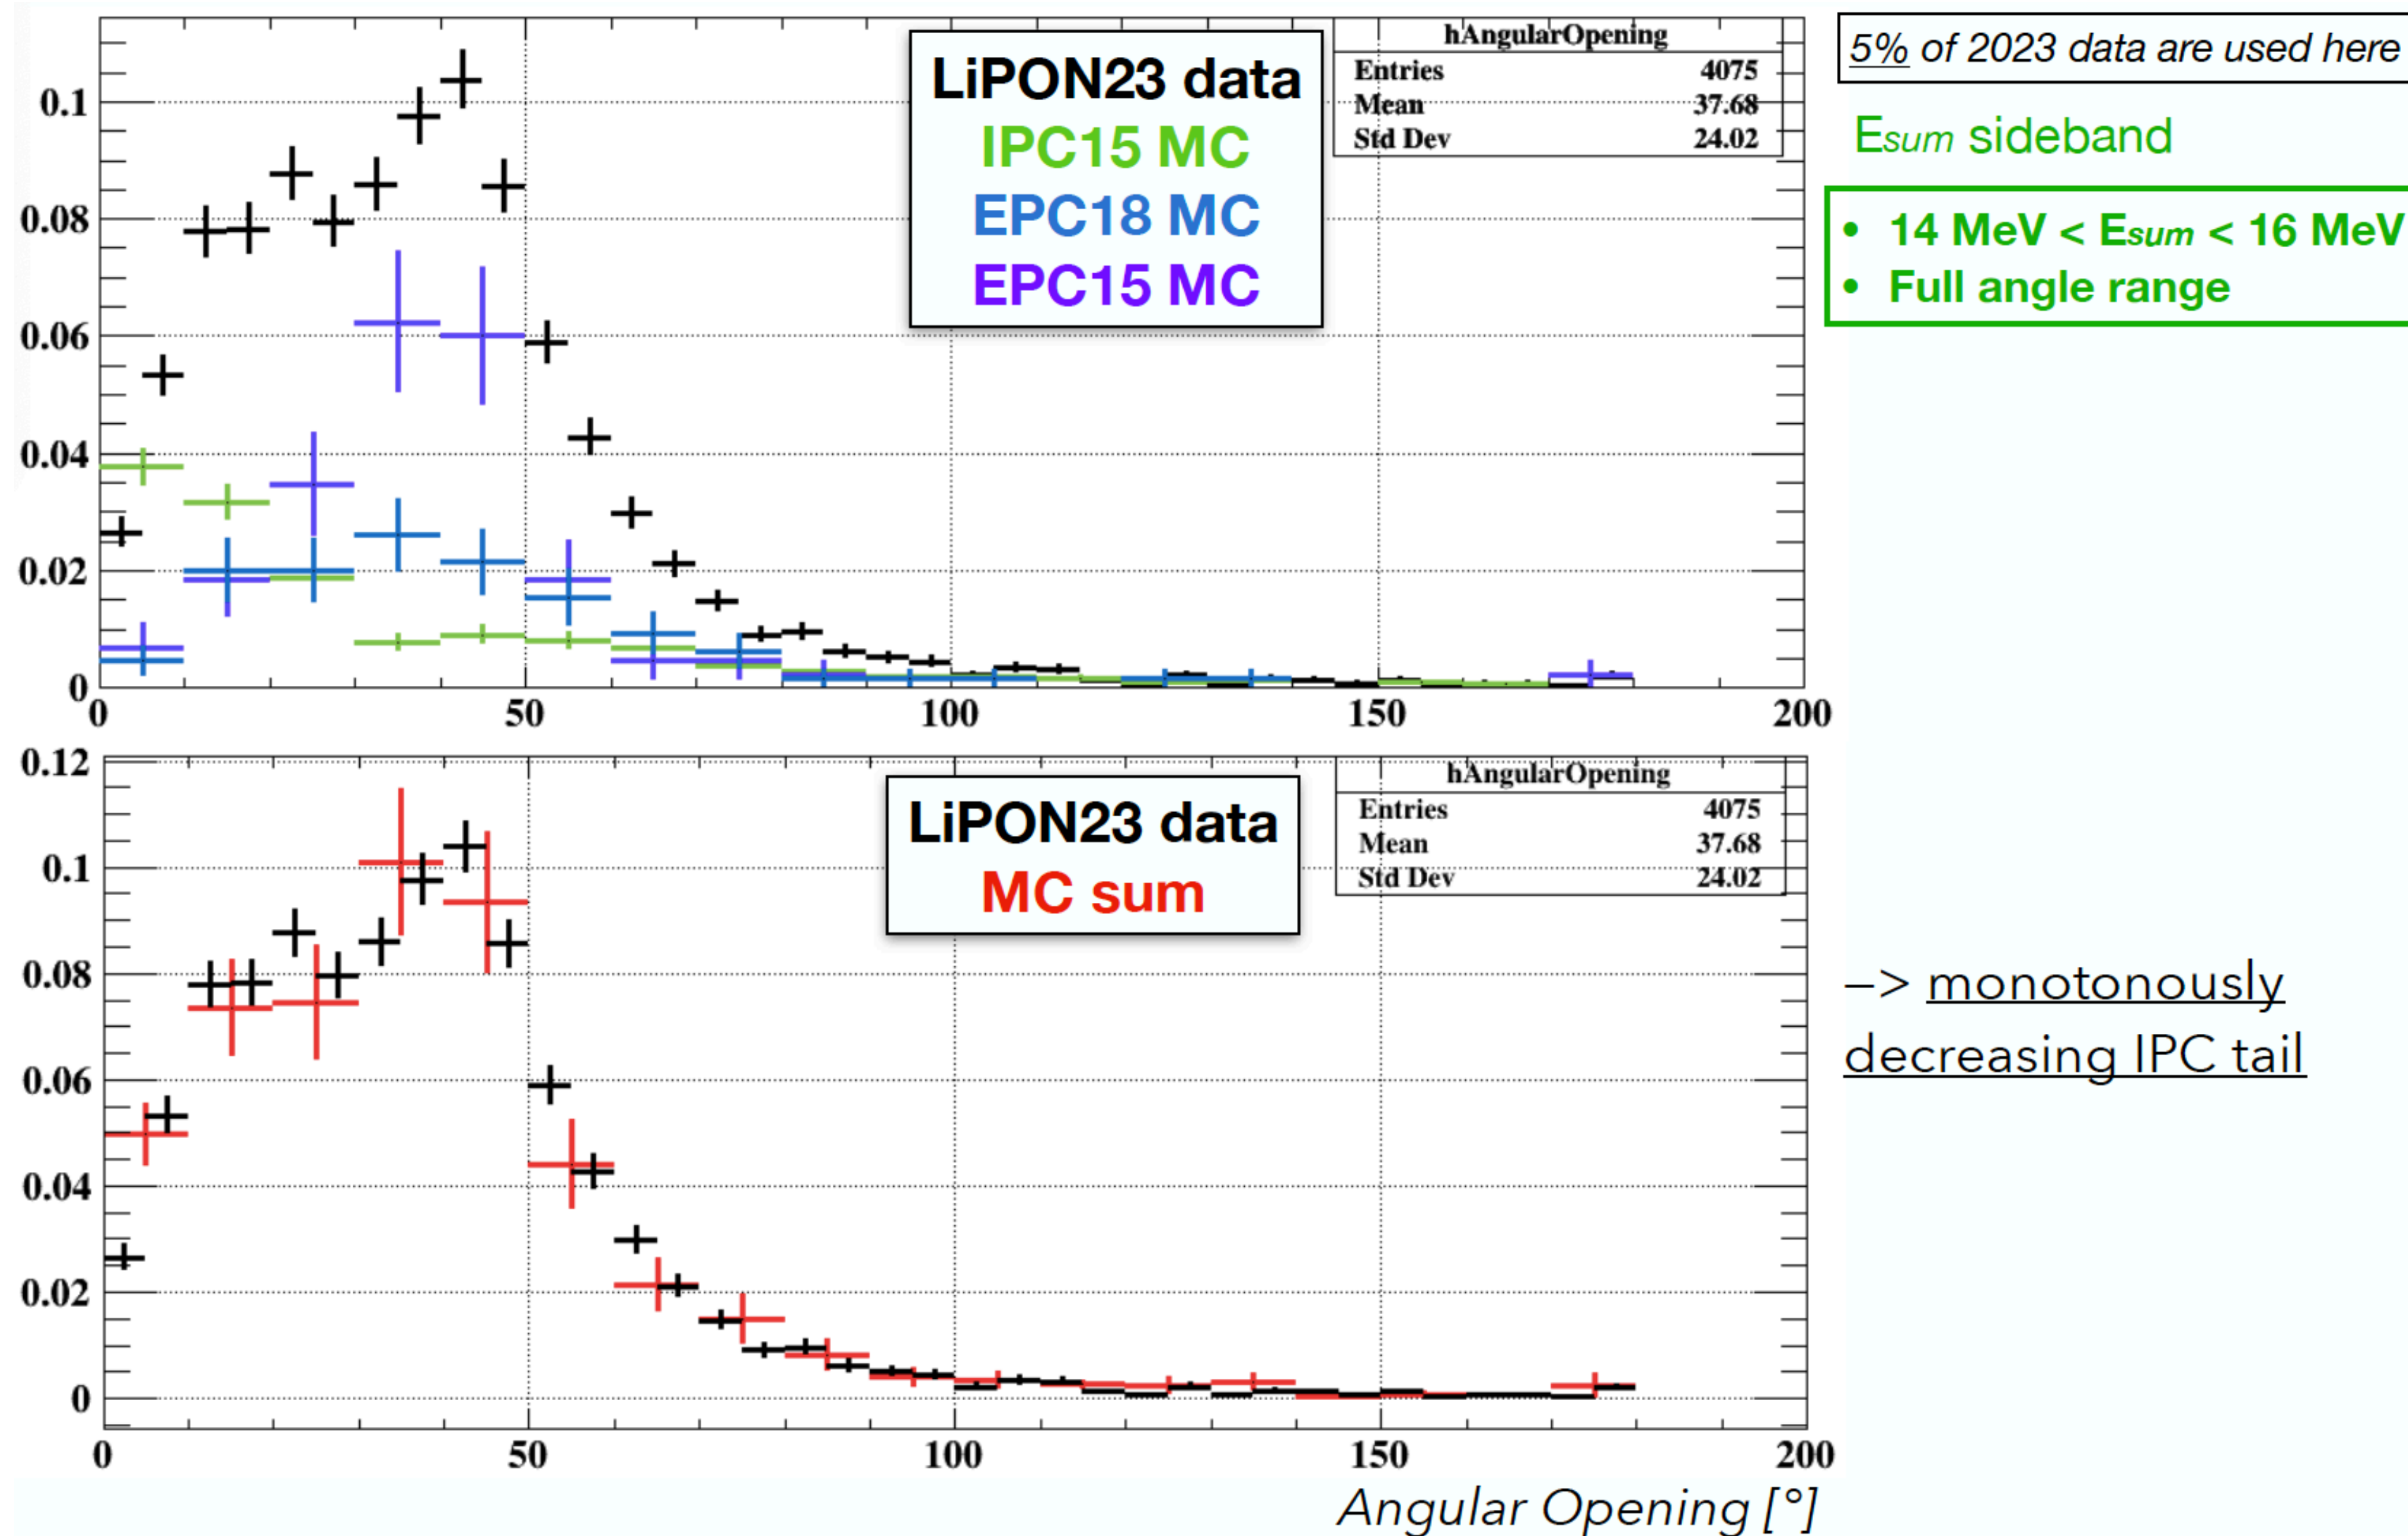 LiPON23 data
IPC15 MC
EPC18 MC
EPC15 MC
hAngularOpening
Entries 4075
Mean 37.68
Std Dev 24.02
0.1
0.08
0.06
0.04
0.02
0
0 50 100 150 200
5% of 2023 data are used here
Esum sideband
• 14 MeV < Esum < 16 MeV
• Full angle range
LiPON23 data
MC sum
hAngularOpening
Entries 4075
Mean 37.68
Std Dev 24.02
0.12
0.1
0.08
0.06
0.04
0.02
0
0 50 100 150 200
Angular Opening [°]
–> monotonously
decreasing IPC tail